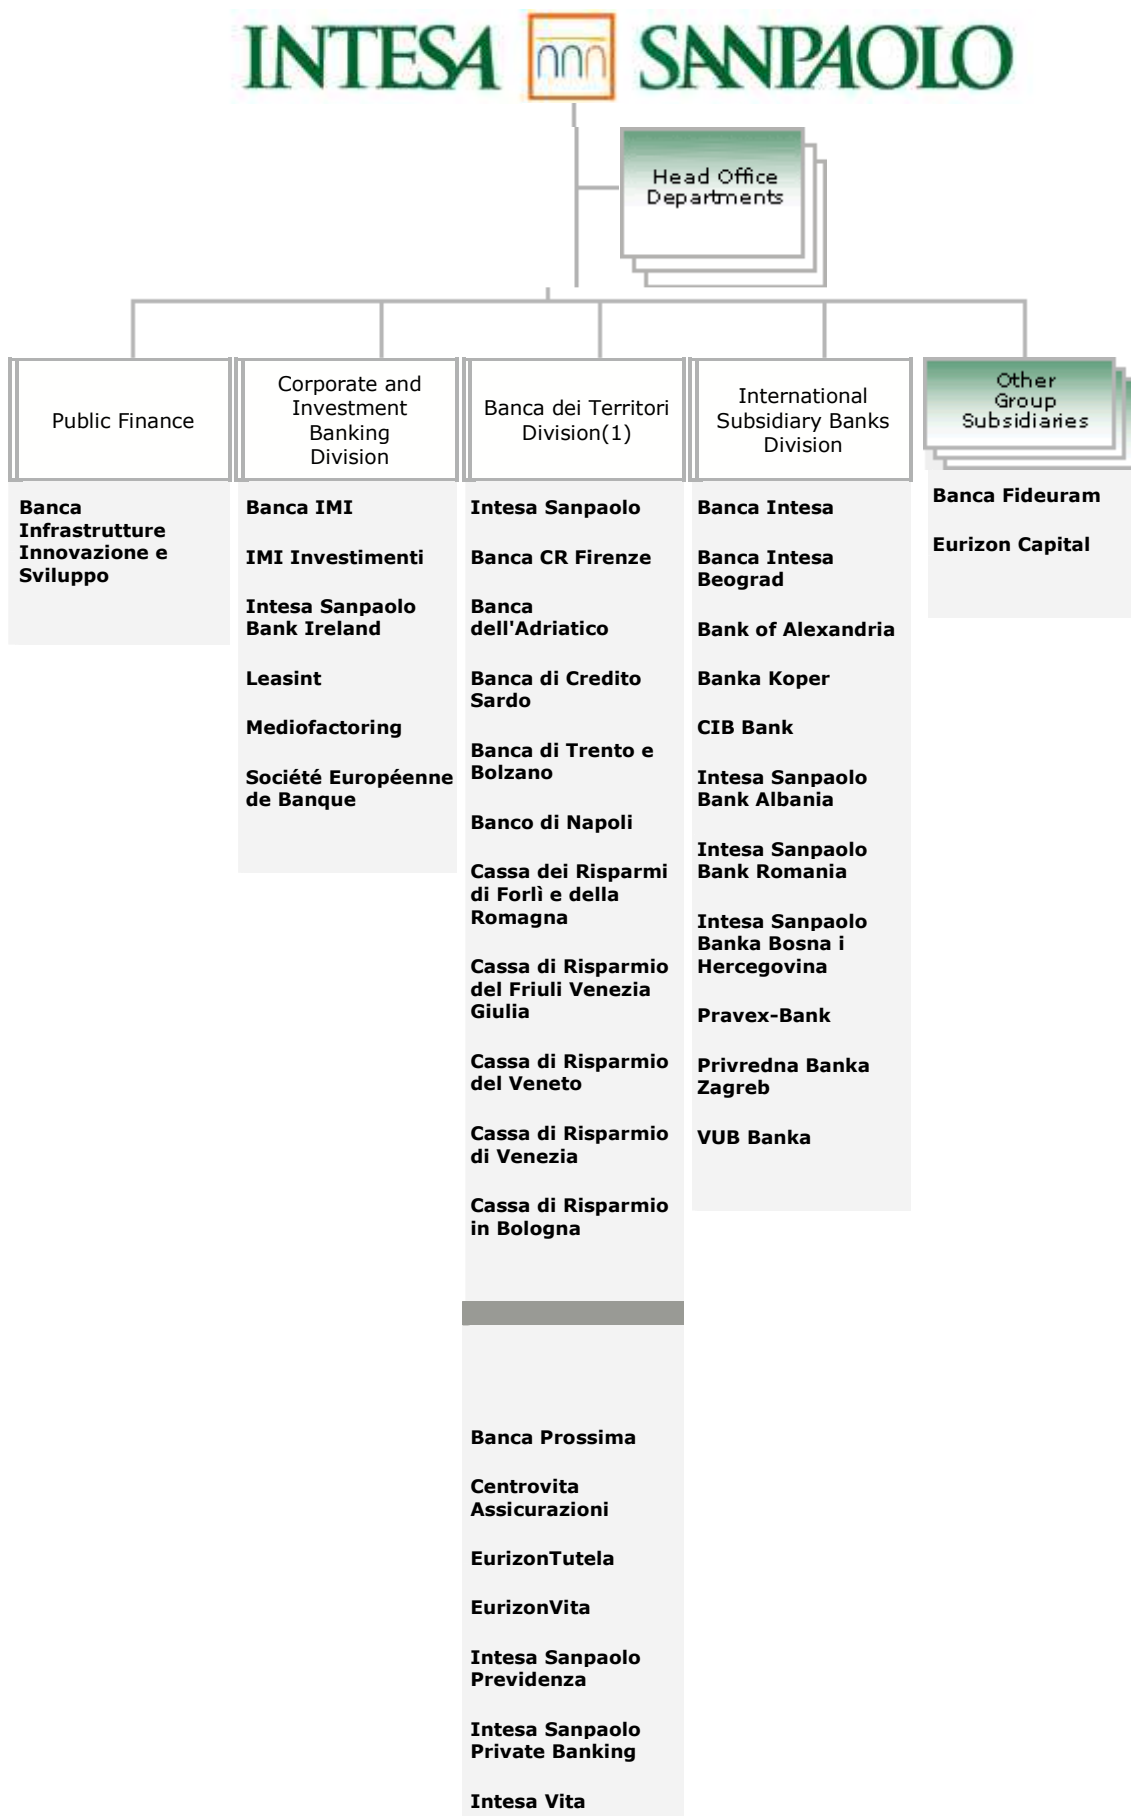 INTESA SANPAOLO
Head Office
Departments
Public Finance
Corporate and
Investment
Banking
Division
Banca dei Territori
Division(1)
International
Subsidiary Banks
Division
Other
Group
Subsidiaries
Banca
Infrastrutture
Innovazione e
Sviluppo
Banca IMI
IMI Investimenti
Intesa Sanpaolo
Bank Ireland
Leasint
Mediofactoring
Société Européenne
de Banque
Intesa Sanpaolo
Banca CR Firenze
Banca
dell'Adriatico
Banca di Credito
Sardo
Banca di Trento e
Bolzano
Banco di Napoli
Cassa dei Risparmi
di Forlì e della
Romagna
Cassa di Risparmio
del Friuli Venezia
Giulia
Cassa di Risparmio
del Veneto
Cassa di Risparmio
di Venezia
Cassa di Risparmio
in Bologna
Banca Prossima
Centrovita
Assicurazioni
EurizonTutela
EurizonVita
Intesa Sanpaolo
Previdenza
Intesa Sanpaolo
Private Banking
Intesa Vita
Banca Intesa
Banca Intesa
Beograd
Bank of Alexandria
Banka Koper
CIB Bank
Intesa Sanpaolo
Bank Albania
Intesa Sanpaolo
Bank Romania
Intesa Sanpaolo
Banka Bosna i
Hercegovina
Pravex-Bank
Privredna Banka
Zagreb
VUB Banka
Banca Fideuram
Eurizon Capital